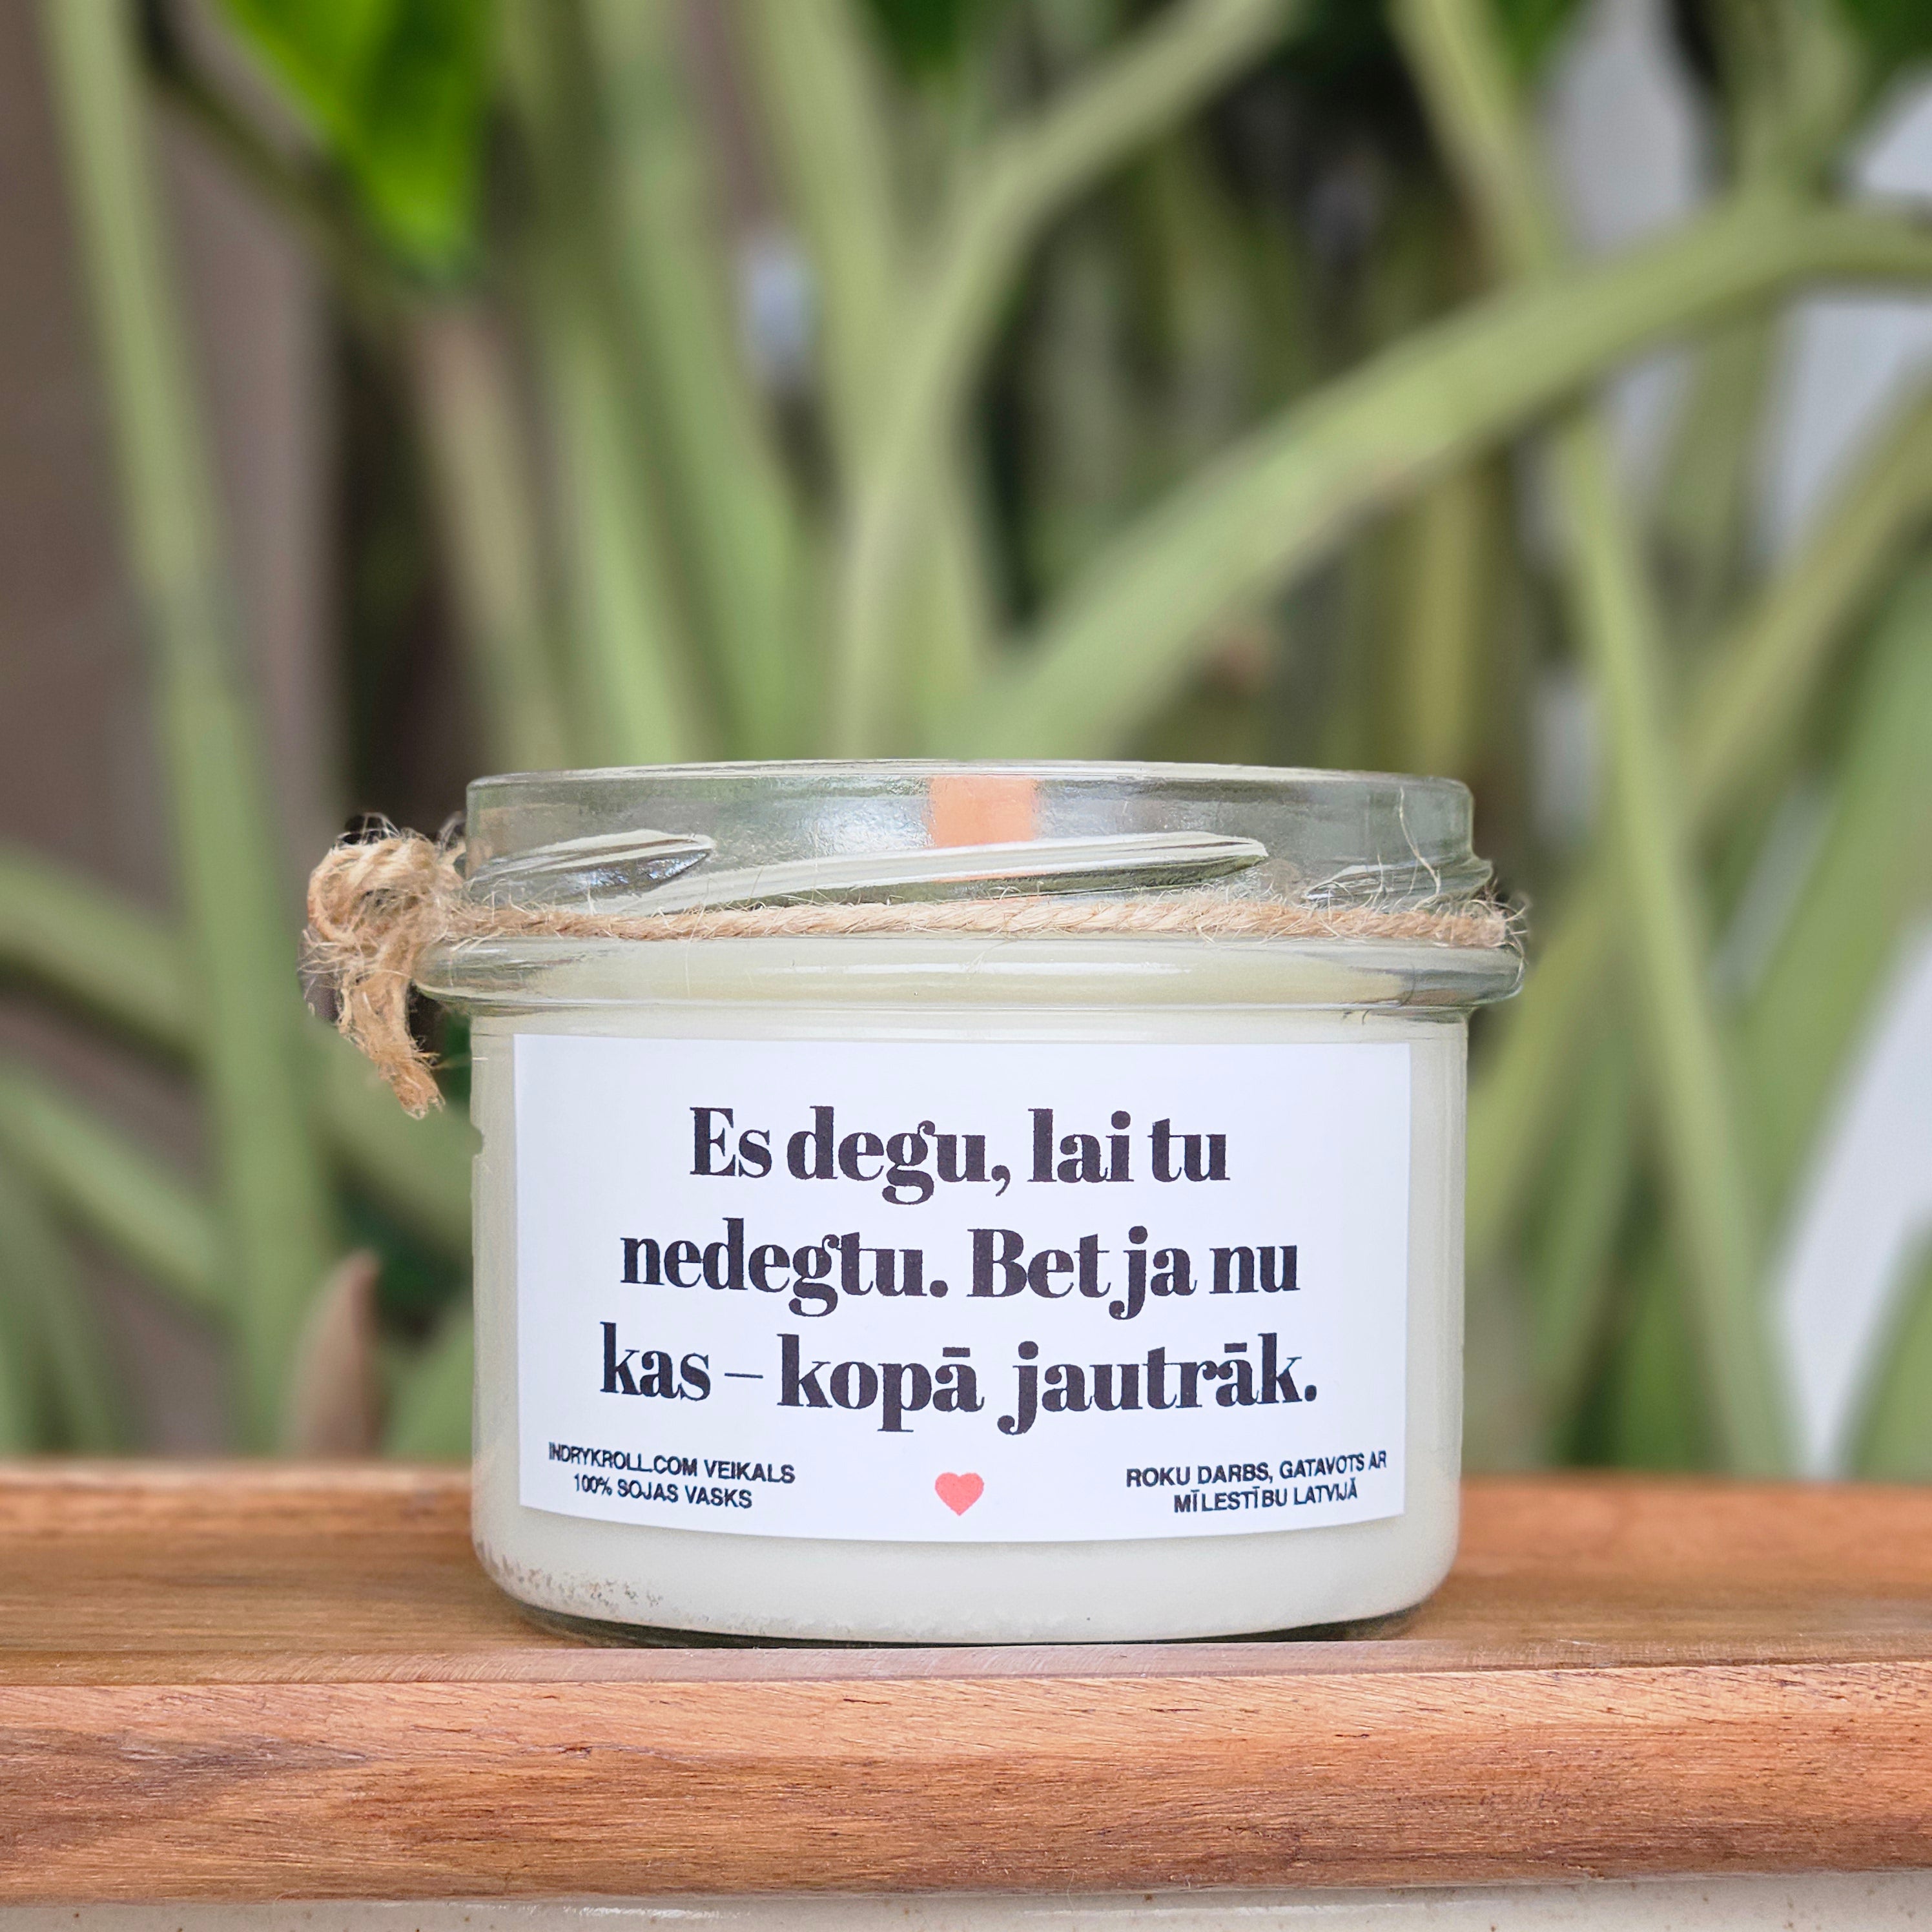 Es degu, lai tu
nedegtu. Bet ja nu
kas – kopā jautrāk.
INDRYKROLL.COM VEIKALS
100% SOJAS VASKS
ROKU DARBS, GATAVOTS AR
MĪLESTĪBU LATVIJĀ